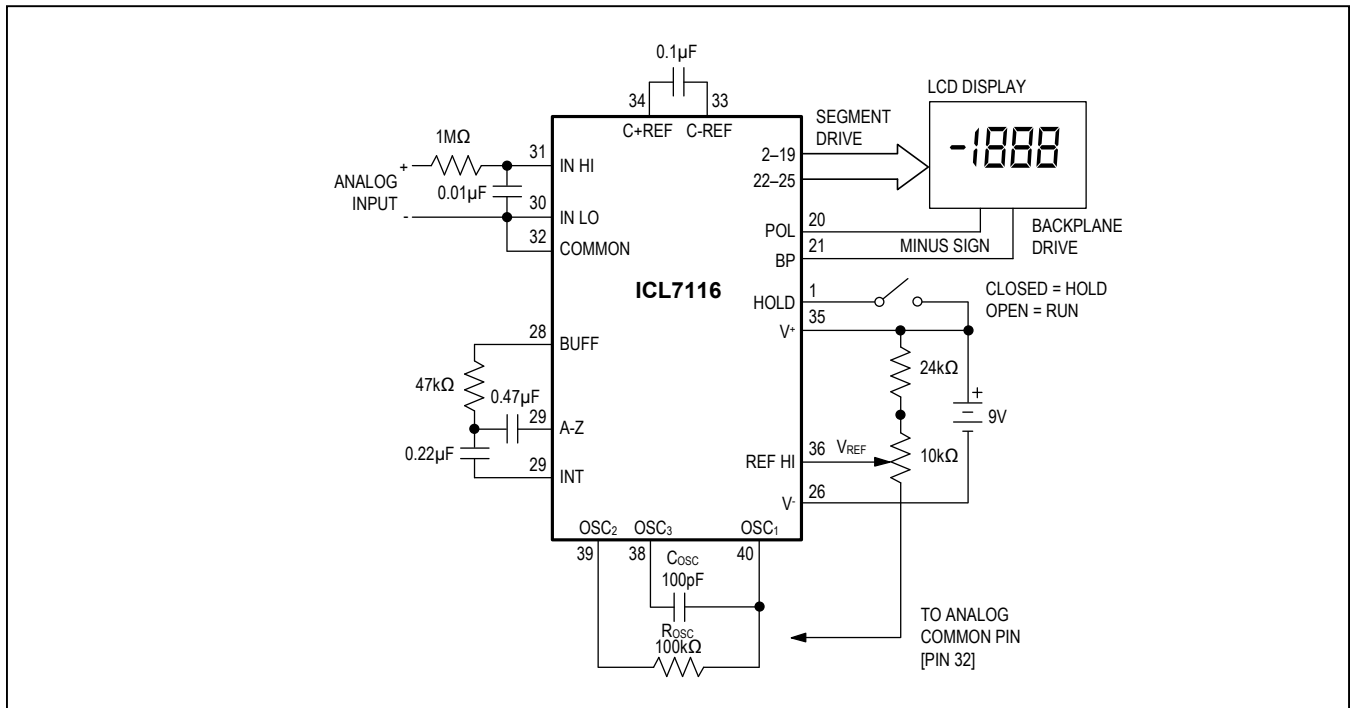 0.1µF
34
33
C+REF
C-REF
1MΩ
+
ANALOG
INPUT
-
0.01µF
31
IN HI
30
IN LO
32
COMMON
ICL7116
28
BUFF
47kΩ
0.47µF
29
A-Z
0.22µF
29
INT
OSC₂
OSC₃
OSC₁
39
38
40
COSC
100pF
ROSC
100kΩ
SEGMENT
DRIVE
2–19
22–25
LCD DISPLAY
-1888
POL
20
MINUS SIGN
BP
21
BACKPLANE
DRIVE
HOLD
1
CLOSED = HOLD
OPEN = RUN
V⁺
35
24kΩ
+
9V
REF HI
36
VREF
10kΩ
V⁻
26
TO ANALOG
COMMON PIN
[PIN 32]